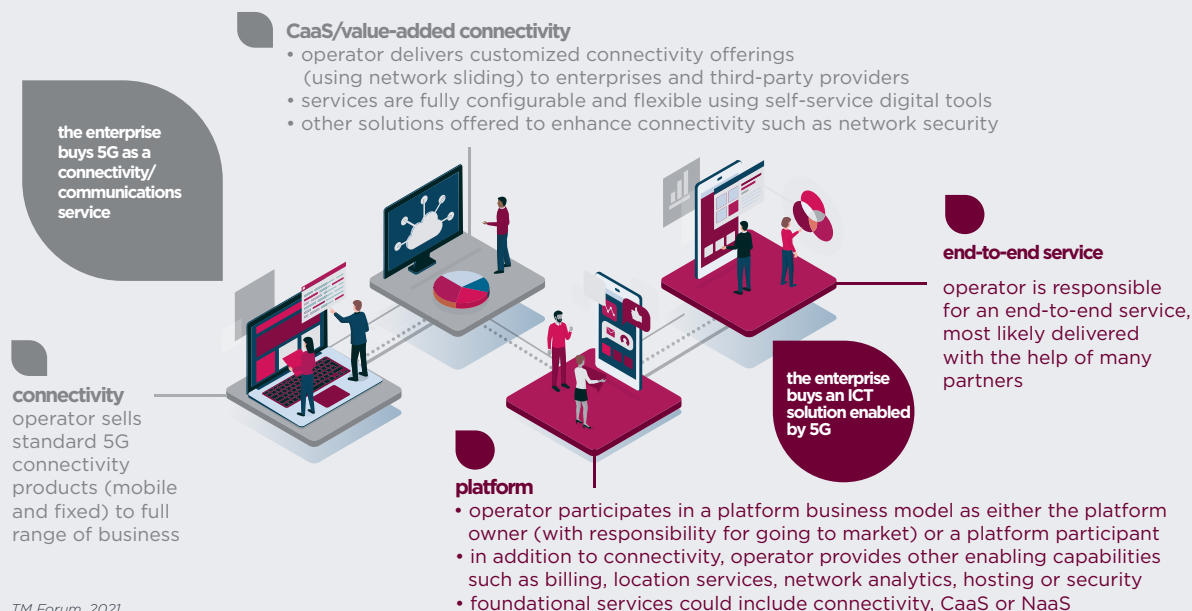 CaaS/value-added connectivity
• operator delivers customized connectivity offerings
(using network sliding) to enterprises and third-party providers
• services are fully configurable and flexible using self-service digital tools
• other solutions offered to enhance connectivity such as network security
the enterprise
buys 5G as a
connectivity/
communications
service
end-to-end service
operator is responsible
for an end-to-end service,
most likely delivered
with the help of many
partners
connectivity
operator sells
standard 5G
connectivity
products (mobile
and fixed) to full
range of business
the enterprise
buys an ICT
solution enabled
by 5G
platform
• operator participates in a platform business model as either the platform
owner (with responsibility for going to market) or a platform participant
• in addition to connectivity, operator provides other enabling capabilities
such as billing, location services, network analytics, hosting or security
• foundational services could include connectivity, CaaS or NaaS
TM Forum, 2021